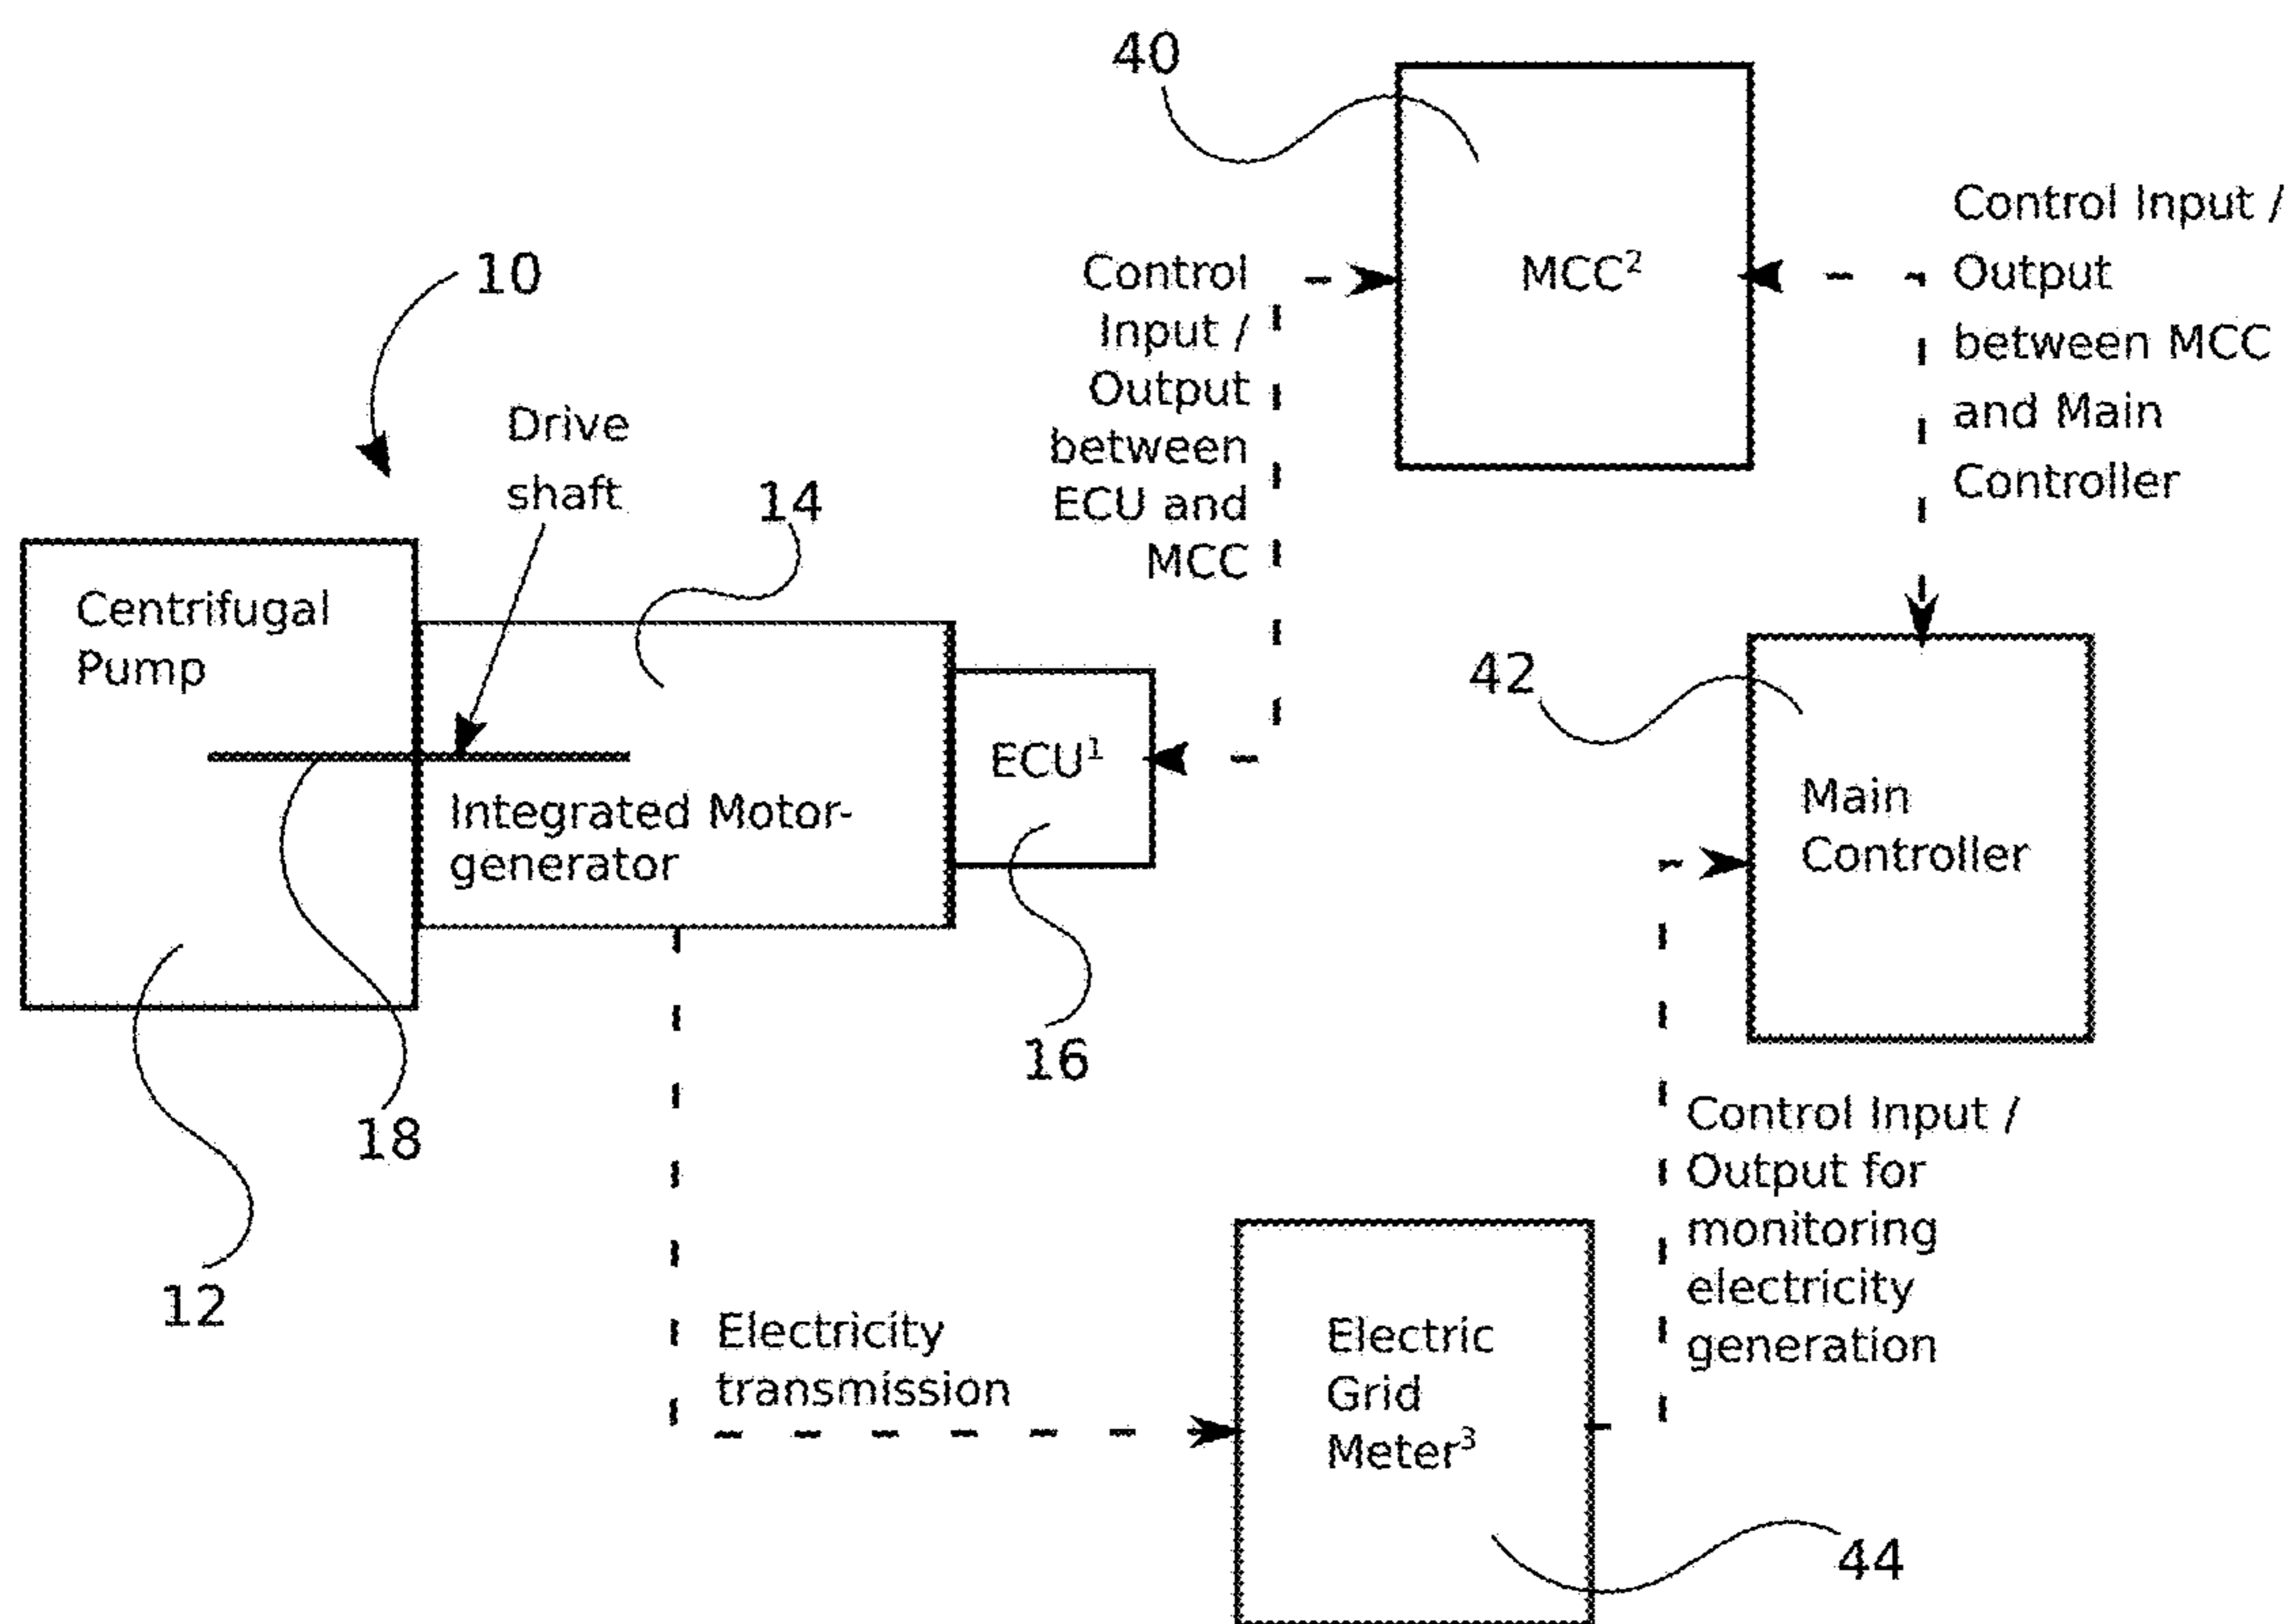 40
Control Input /
Output
between MCC
and Main
Controller
MCC²
Control
Input /
Output
between
ECU and
MCC
10
Drive
shaft
14
Centrifugal
Pump
ECU¹
Integrated Motor-
generator
42
Main
Controller
16
18
12
Control Input /
Output for
monitoring
electricity
generation
Electricity
transmission
Electric
Grid
Meter³
44